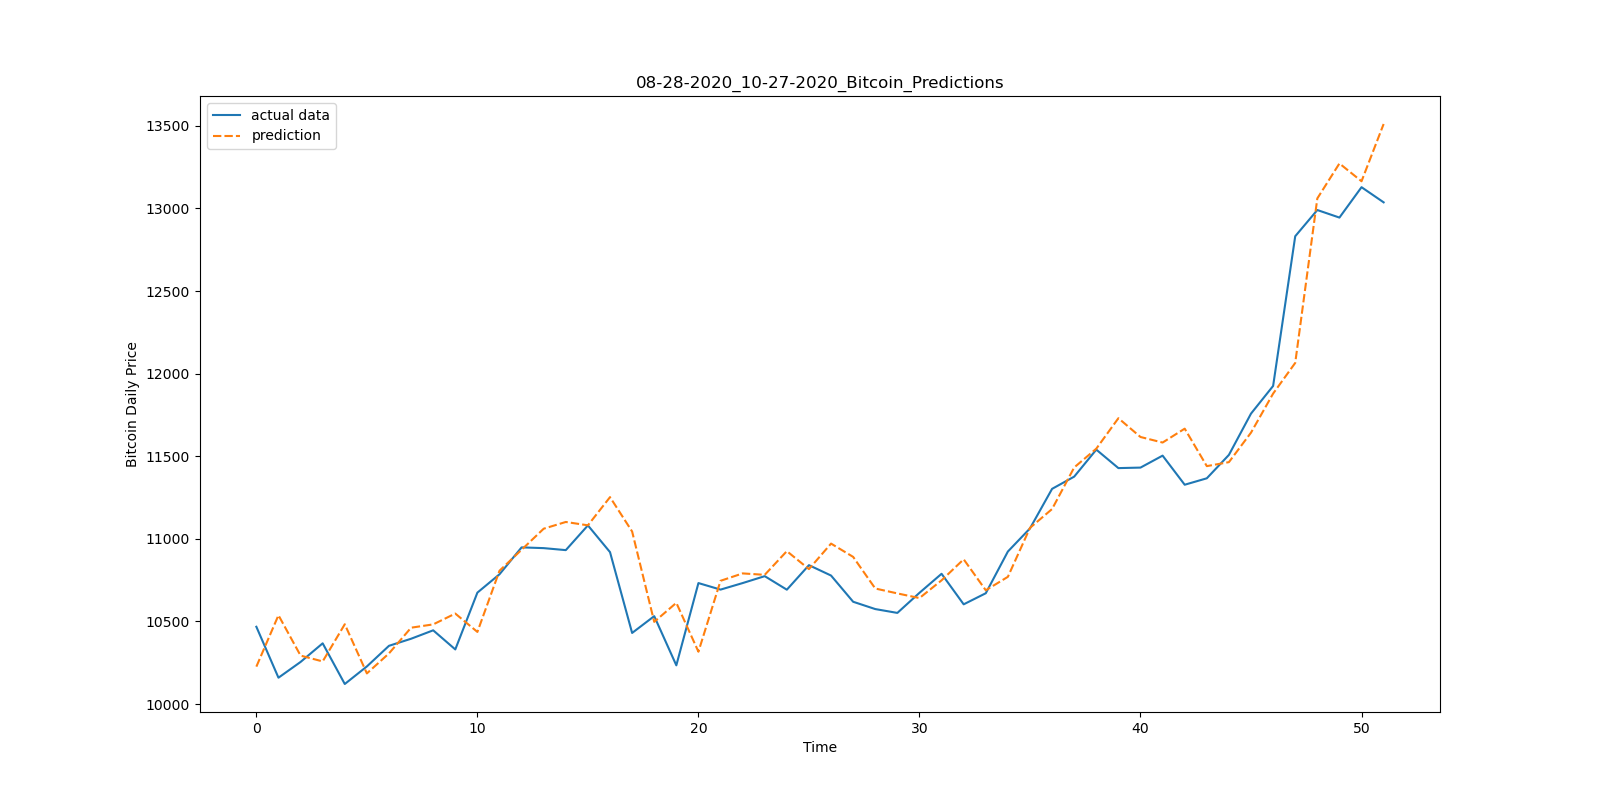 08-28-2020_10-27-2020_Bitcoin_Predictions
actual data
prediction
13500
13000
12500
12000
11500
11000
10500
10000
Bitcoin Daily Price
0 10 20 30 40 50
Time